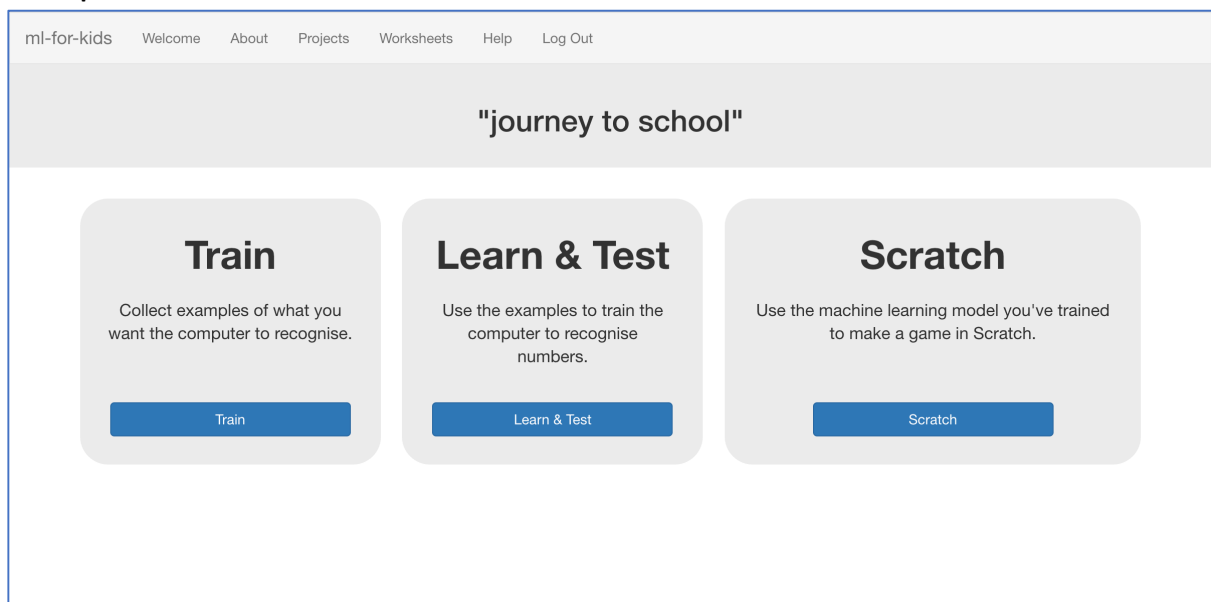 ml-for-kids Welcome About Projects Worksheets Help Log Out
"journey to school"
Train
Collect examples of what you
want the computer to recognise.
Train
Learn & Test
Use the examples to train the
computer to recognise
numbers.
Learn & Test
Scratch
Use the machine learning model you've trained
to make a game in Scratch.
Scratch